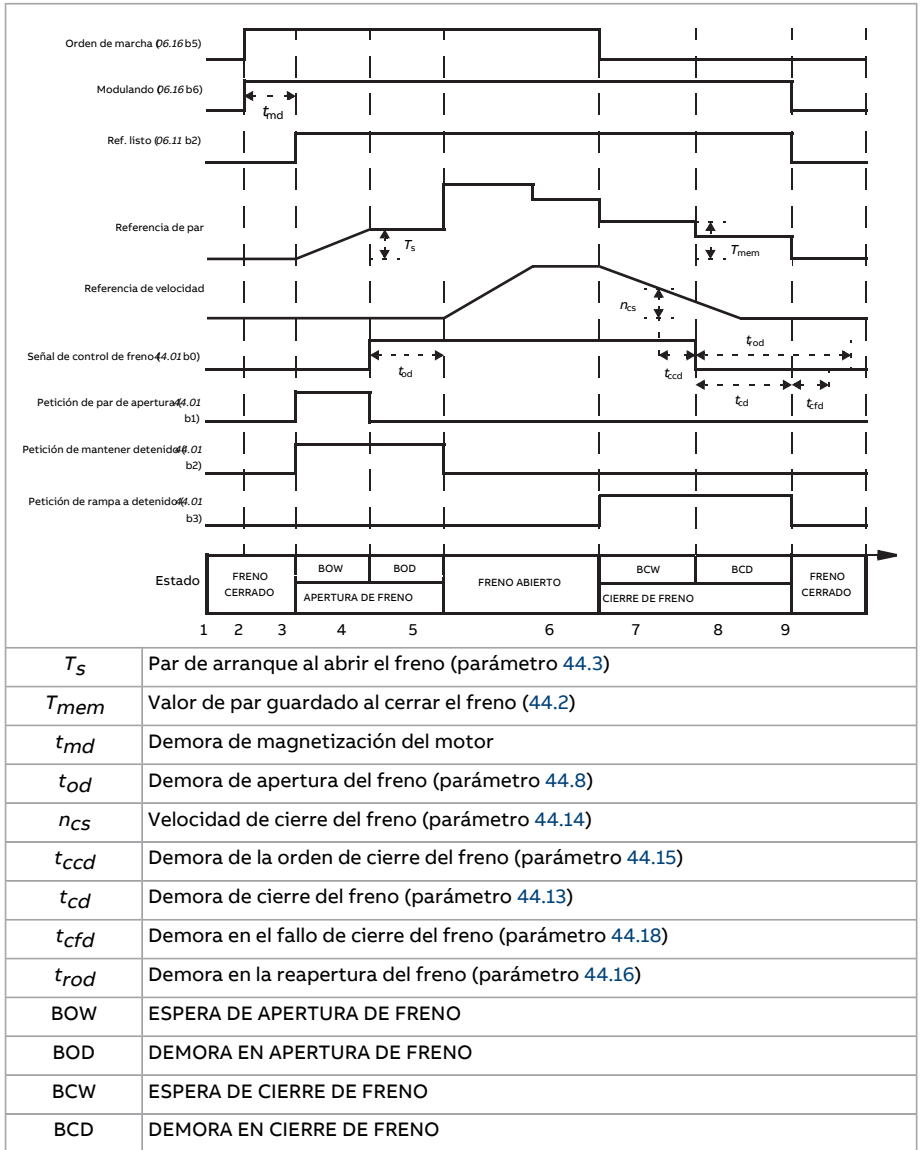 Orden de marcha (06.16 b5)
Modulando (06.16 b6)
tmd
Ref. listo (06.11 b2)
Referencia de par
Ts
Tmem
Referencia de velocidad
ncs
Señal de control de freno (44.01 b0)
tod
tccd
trod
tcd
tcfd
Petición de par de apertura (44.01
b1)
Petición de mantener detenido (44.01
b2)
Petición de rampa a detenido (44.01
b3)
Estado
FRENO
CERRADO
BOW
BOD
APERTURA DE FRENO
FRENO ABIERTO
BCW
BCD
CIERRE DE FRENO
FRENO
CERRADO
1 2 3 4 5 6 7 8 9
Ts Par de arranque al abrir el freno (parámetro 44.3)
Tmem Valor de par guardado al cerrar el freno (44.2)
tmd Demora de magnetización del motor
tod Demora de apertura del freno (parámetro 44.8)
ncs Velocidad de cierre del freno (parámetro 44.14)
tccd Demora de la orden de cierre del freno (parámetro 44.15)
tcd Demora de cierre del freno (parámetro 44.13)
tcfd Demora en el fallo de cierre del freno (parámetro 44.18)
trod Demora en la reapertura del freno (parámetro 44.16)
BOW ESPERA DE APERTURA DE FRENO
BOD DEMORA EN APERTURA DE FRENO
BCW ESPERA DE CIERRE DE FRENO
BCD DEMORA EN CIERRE DE FRENO